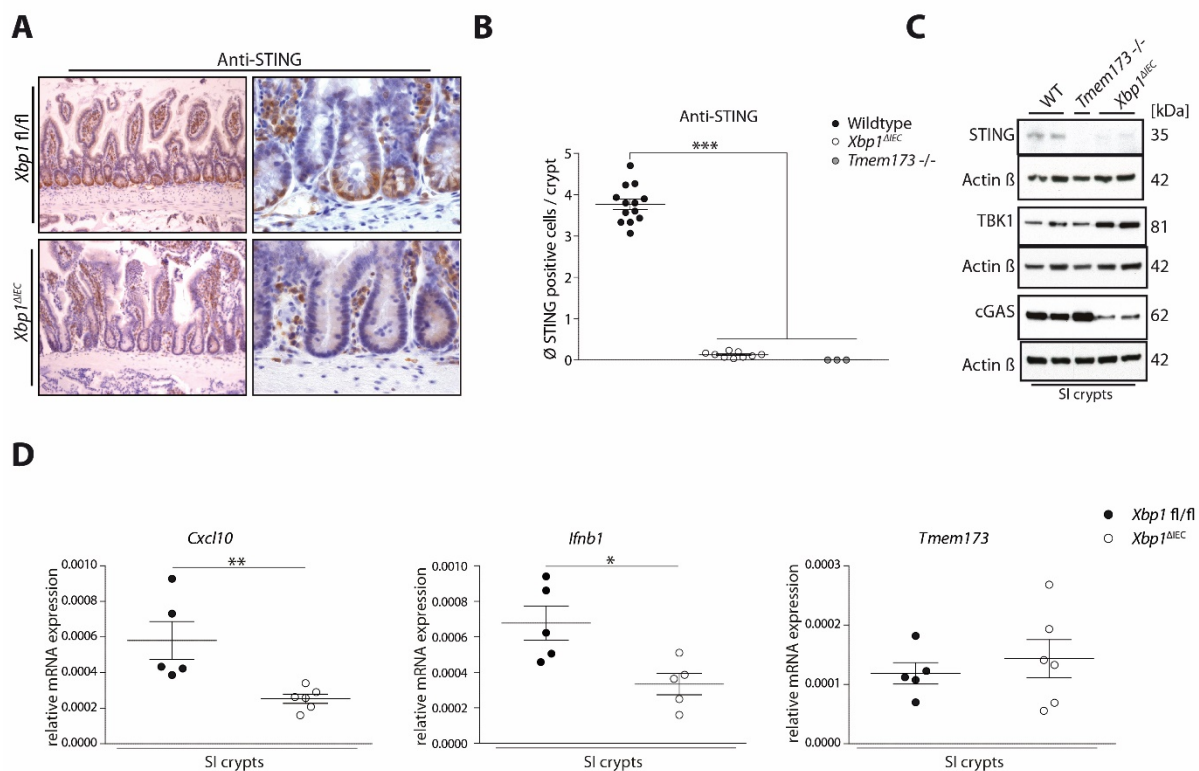 A
Anti-STING
Xbp1 fl/fl
Xbp1ΔIEC
B
Anti-STING
Wildtype
Xbp1ΔIEC
Tmem173 -/-
***
Ø STING positive cells / crypt
5
4
3
2
1
0
C
WT
Tmem173 -/-
Xbp1ΔIEC
[kDa]
STING 35
Actin ß 42
TBK1 81
Actin ß 42
cGAS 62
Actin ß 42
SI crypts
D
Xbp1 fl/fl
Xbp1ΔIEC
Cxcl10
**
relative mRNA expression
0.0010
0.0008
0.0006
0.0004
0.0002
0.0000
SI crypts
Ifnb1
*
relative mRNA expression
0.0010
0.0008
0.0006
0.0004
0.0002
0.0000
SI crypts
Tmem173
relative mRNA expression
0.0003
0.0002
0.0001
0.0000
SI crypts